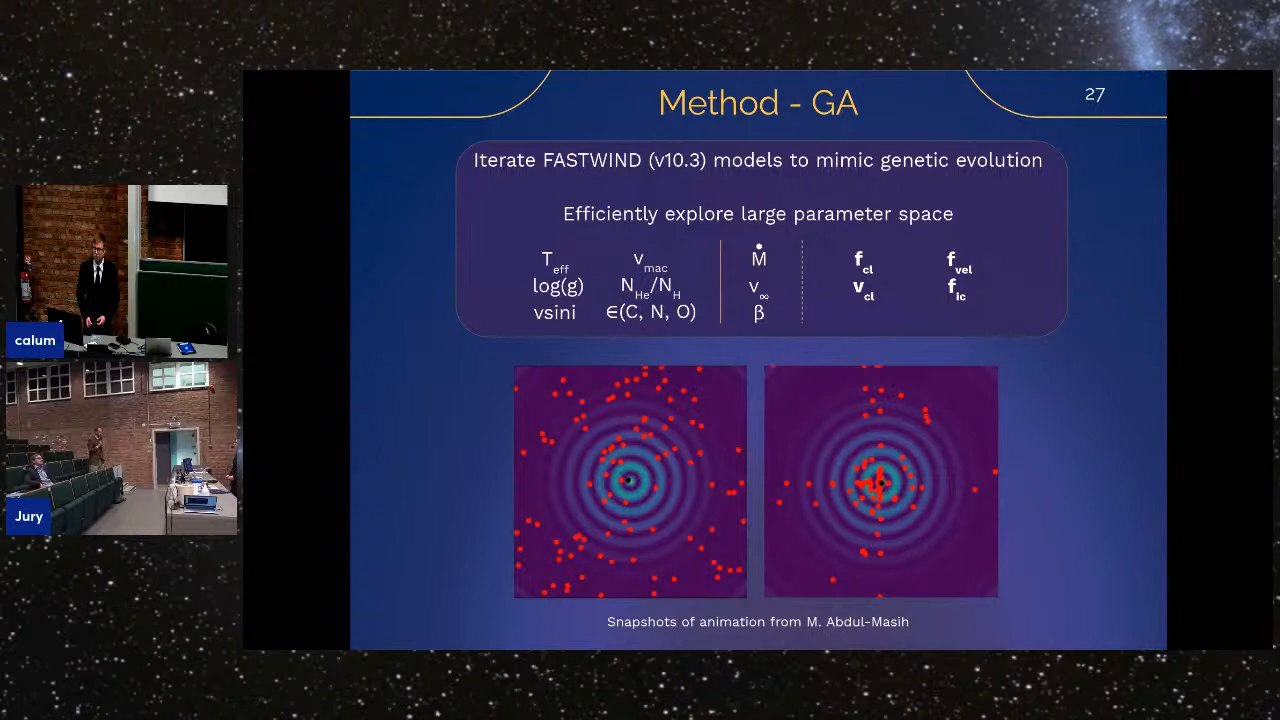 Method - GA
27
Iterate FASTWIND (v10.3) models to mimic genetic evolution
Efficiently explore large parameter space
T_eff v_mac Ṁ f_cl f_vel
log(g) N_He/N_H v_∞ v_cl f_ic
vsini ∈(C, N, O) β
Snapshots of animation from M. Abdul-Masih
calum
Jury